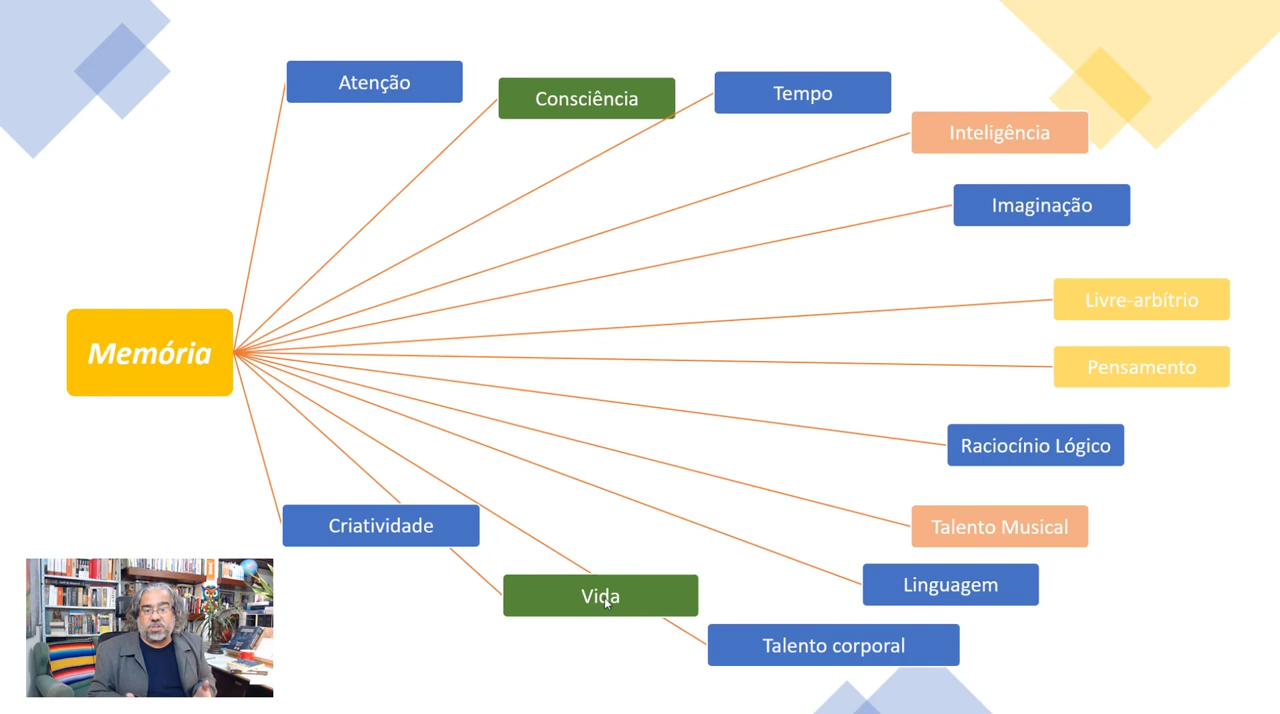 Atenção
Consciência
Tempo
Inteligência
Imaginação
Livre-arbítrio
Memória
Pensamento
Raciocínio Lógico
Criatividade
Talento Musical
Linguagem
Vida
Talento corporal